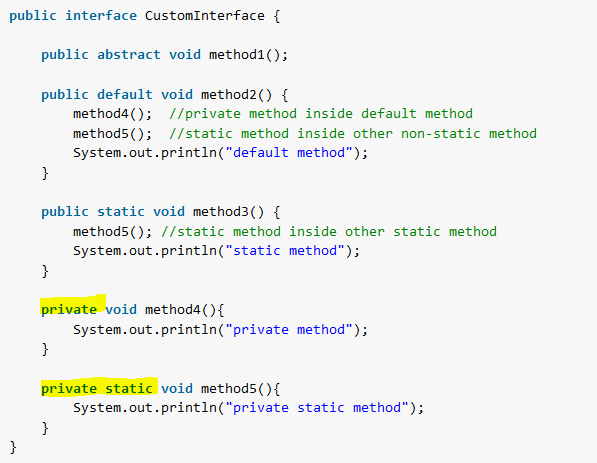 public interface CustomInterface {
public abstract void method1();
public default void method2() {
method4();  //private method inside default method
method5();  //static method inside other non-static method
System.out.println("default method");
}
public static void method3() {
method5(); //static method inside other static method
System.out.println("static method");
}
private void method4(){
System.out.println("private method");
}
private static void method5(){
System.out.println("private static method");
}
}